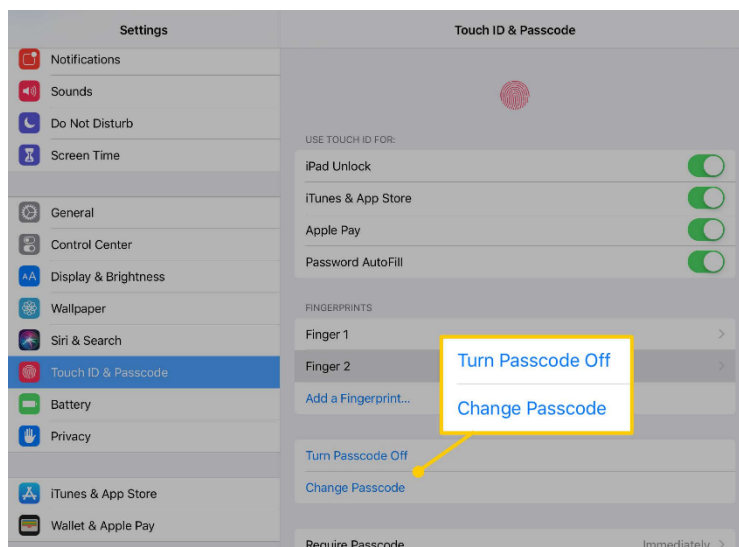 Settings
Touch ID & Passcode
Notifications
Sounds
Do Not Disturb
Screen Time
General
Control Center
AA
Display & Brightness
Wallpaper
Siri & Search
Touch ID & Passcode
Battery
Privacy
iTunes & App Store
Wallet & Apple Pay
USE TOUCH ID FOR:
iPad Unlock
iTunes & App Store
Apple Pay
Password AutoFill
FINGERPRINTS
Finger 1
Finger 2
Add a Fingerprint...
Turn Passcode Off
Change Passcode
Turn Passcode Off
Change Passcode
Require Passcode
Immediately